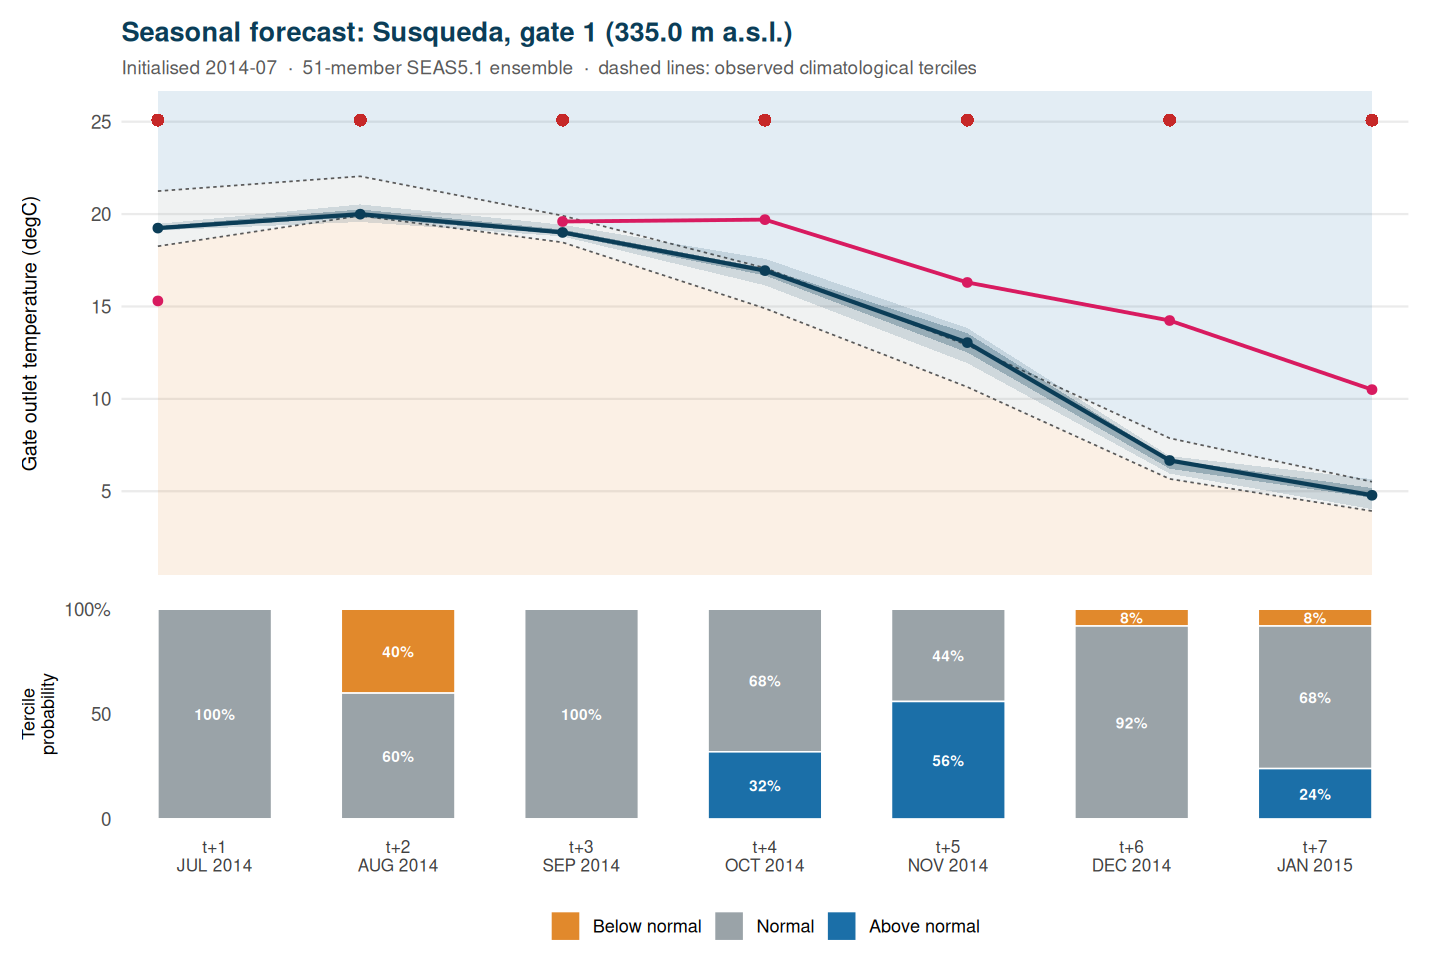 Seasonal forecast: Susqueda, gate 1 (335.0 m a.s.l.)
Initialised 2014-07 · 51-member SEAS5.1 ensemble · dashed lines: observed climatological terciles
Gate outlet temperature (degC)
25
20
15
10
5
Tercile
probability
100%
50
0
100%
40%
60%
100%
68%
32%
44%
56%
8%
92%
8%
68%
24%
t+1
JUL 2014
t+2
AUG 2014
t+3
SEP 2014
t+4
OCT 2014
t+5
NOV 2014
t+6
DEC 2014
t+7
JAN 2015
Below normal
Normal
Above normal